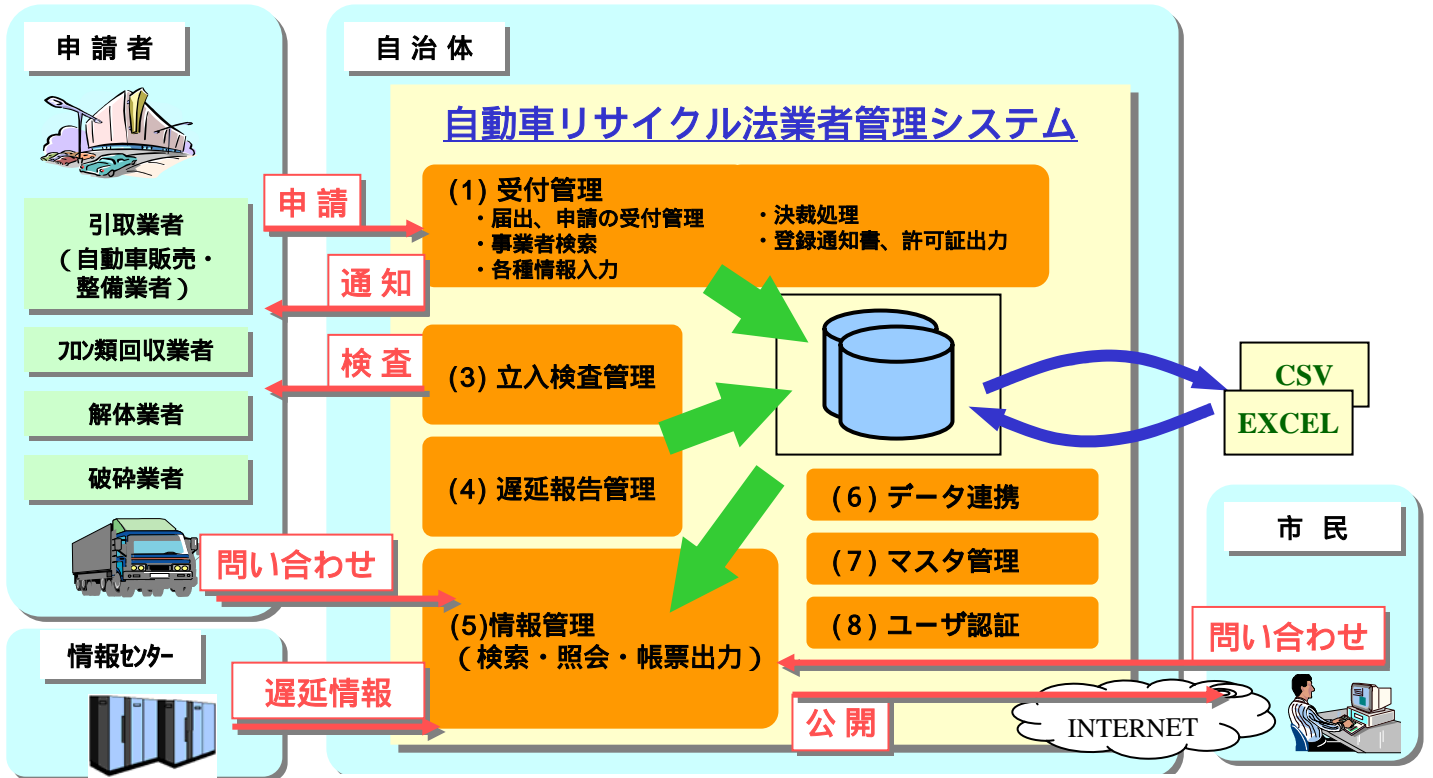 申 請 者
引取業者
（自動車販売・
整備業者）
フロン類回収業者
解体業者
破砕業者
情報センター
申 請
通 知
検 査
問い合わせ
遅延情報
自 治 体
自動車リサイクル法業者管理システム
(1) 受付管理
・届出、申請の受付管理
・事業者検索
・各種情報入力
・決裁処理
・登録通知書、許可証出力
(3) 立入検査管理
(4) 遅延報告管理
(5)情報管理
（検索・照会・帳票出力）
(６) データ連携
(７) マスタ管理
(８) ユーザ認証
CSV
EXCEL
市 民
問い合わせ
公 開
INTERNET